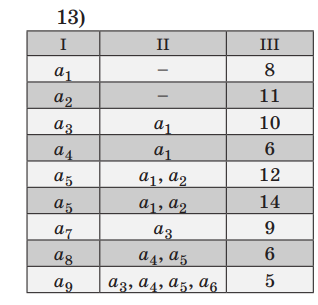 13)
I II III
a₁ – 8
a₂ – 11
a₃ a₁ 10
a₄ a₁ 6
a₅ a₁, a₂ 12
a₅ a₁, a₂ 14
a₇ a₃ 9
a₈ a₄, a₅ 6
a₉ a₃, a₄, a₅, a₆ 5